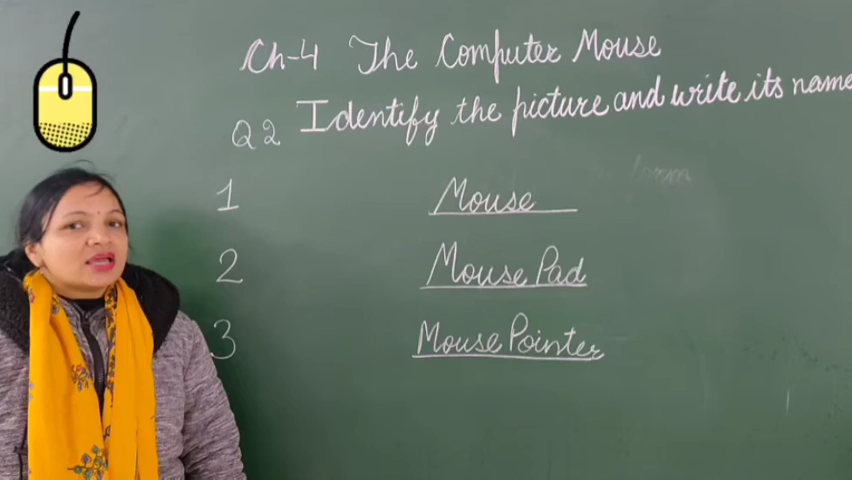 Ch-4 The Computer Mouse
Q2 Identify the picture and write its name
1 Mouse
2 Mouse Pad
3 Mouse Pointer
form